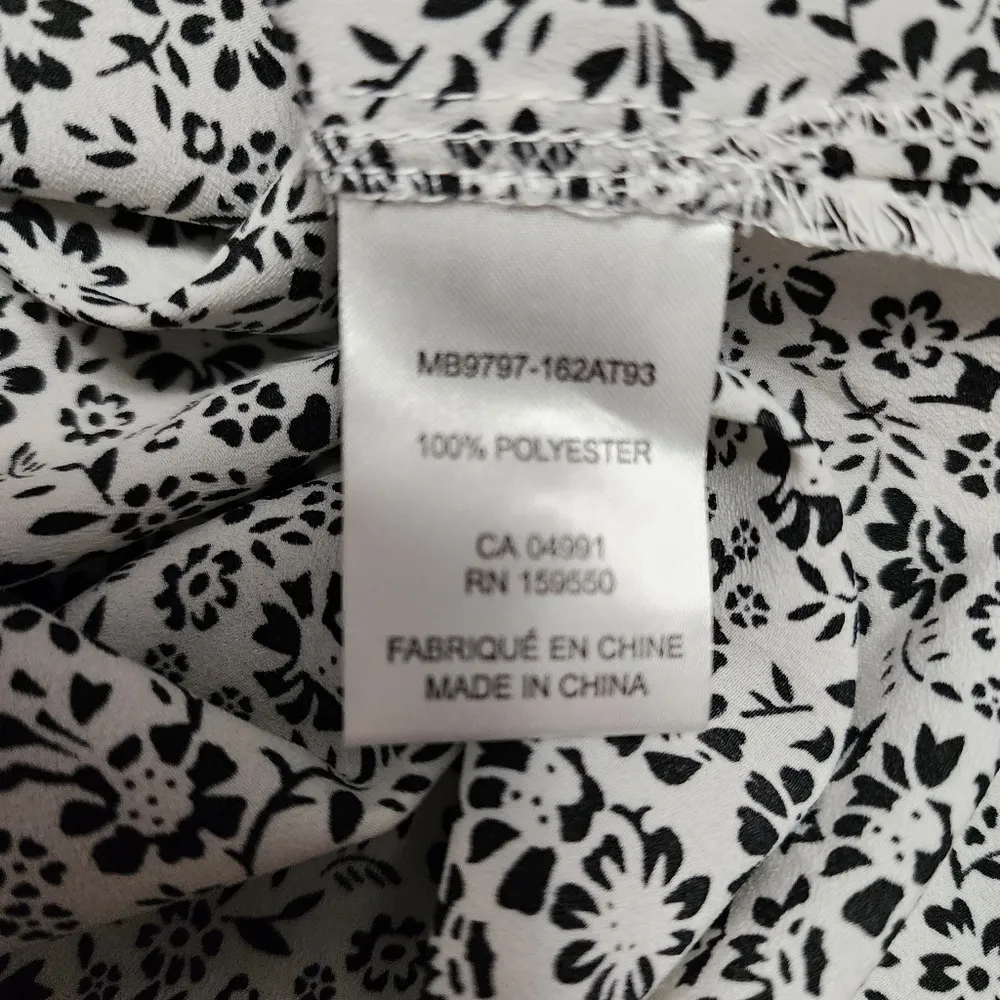 MB9797-162AT93
100% POLYESTER
CA 04991
RN 159550
FABRIQUÉ EN CHINE
MADE IN CHINA